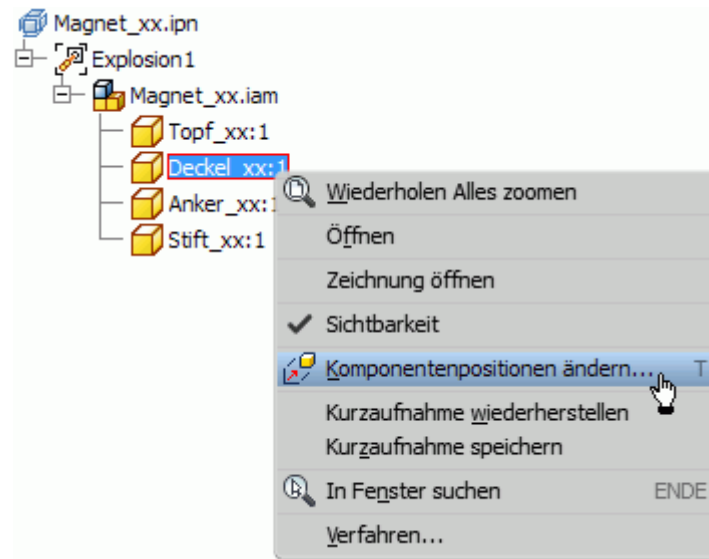 Magnet_xx.ipn
Explosion1
Magnet_xx.iam
Topf_xx:1
Deckel_xx:1
Anker_xx:1
Stift_xx:1
Wiederholen Alles zoomen
Öffnen
Zeichnung öffnen
Sichtbarkeit
Komponentenpositionen ändern... T
Kurzaufnahme wiederherstellen
Kurzaufnahme speichern
In Fenster suchen ENDE
Verfahren...